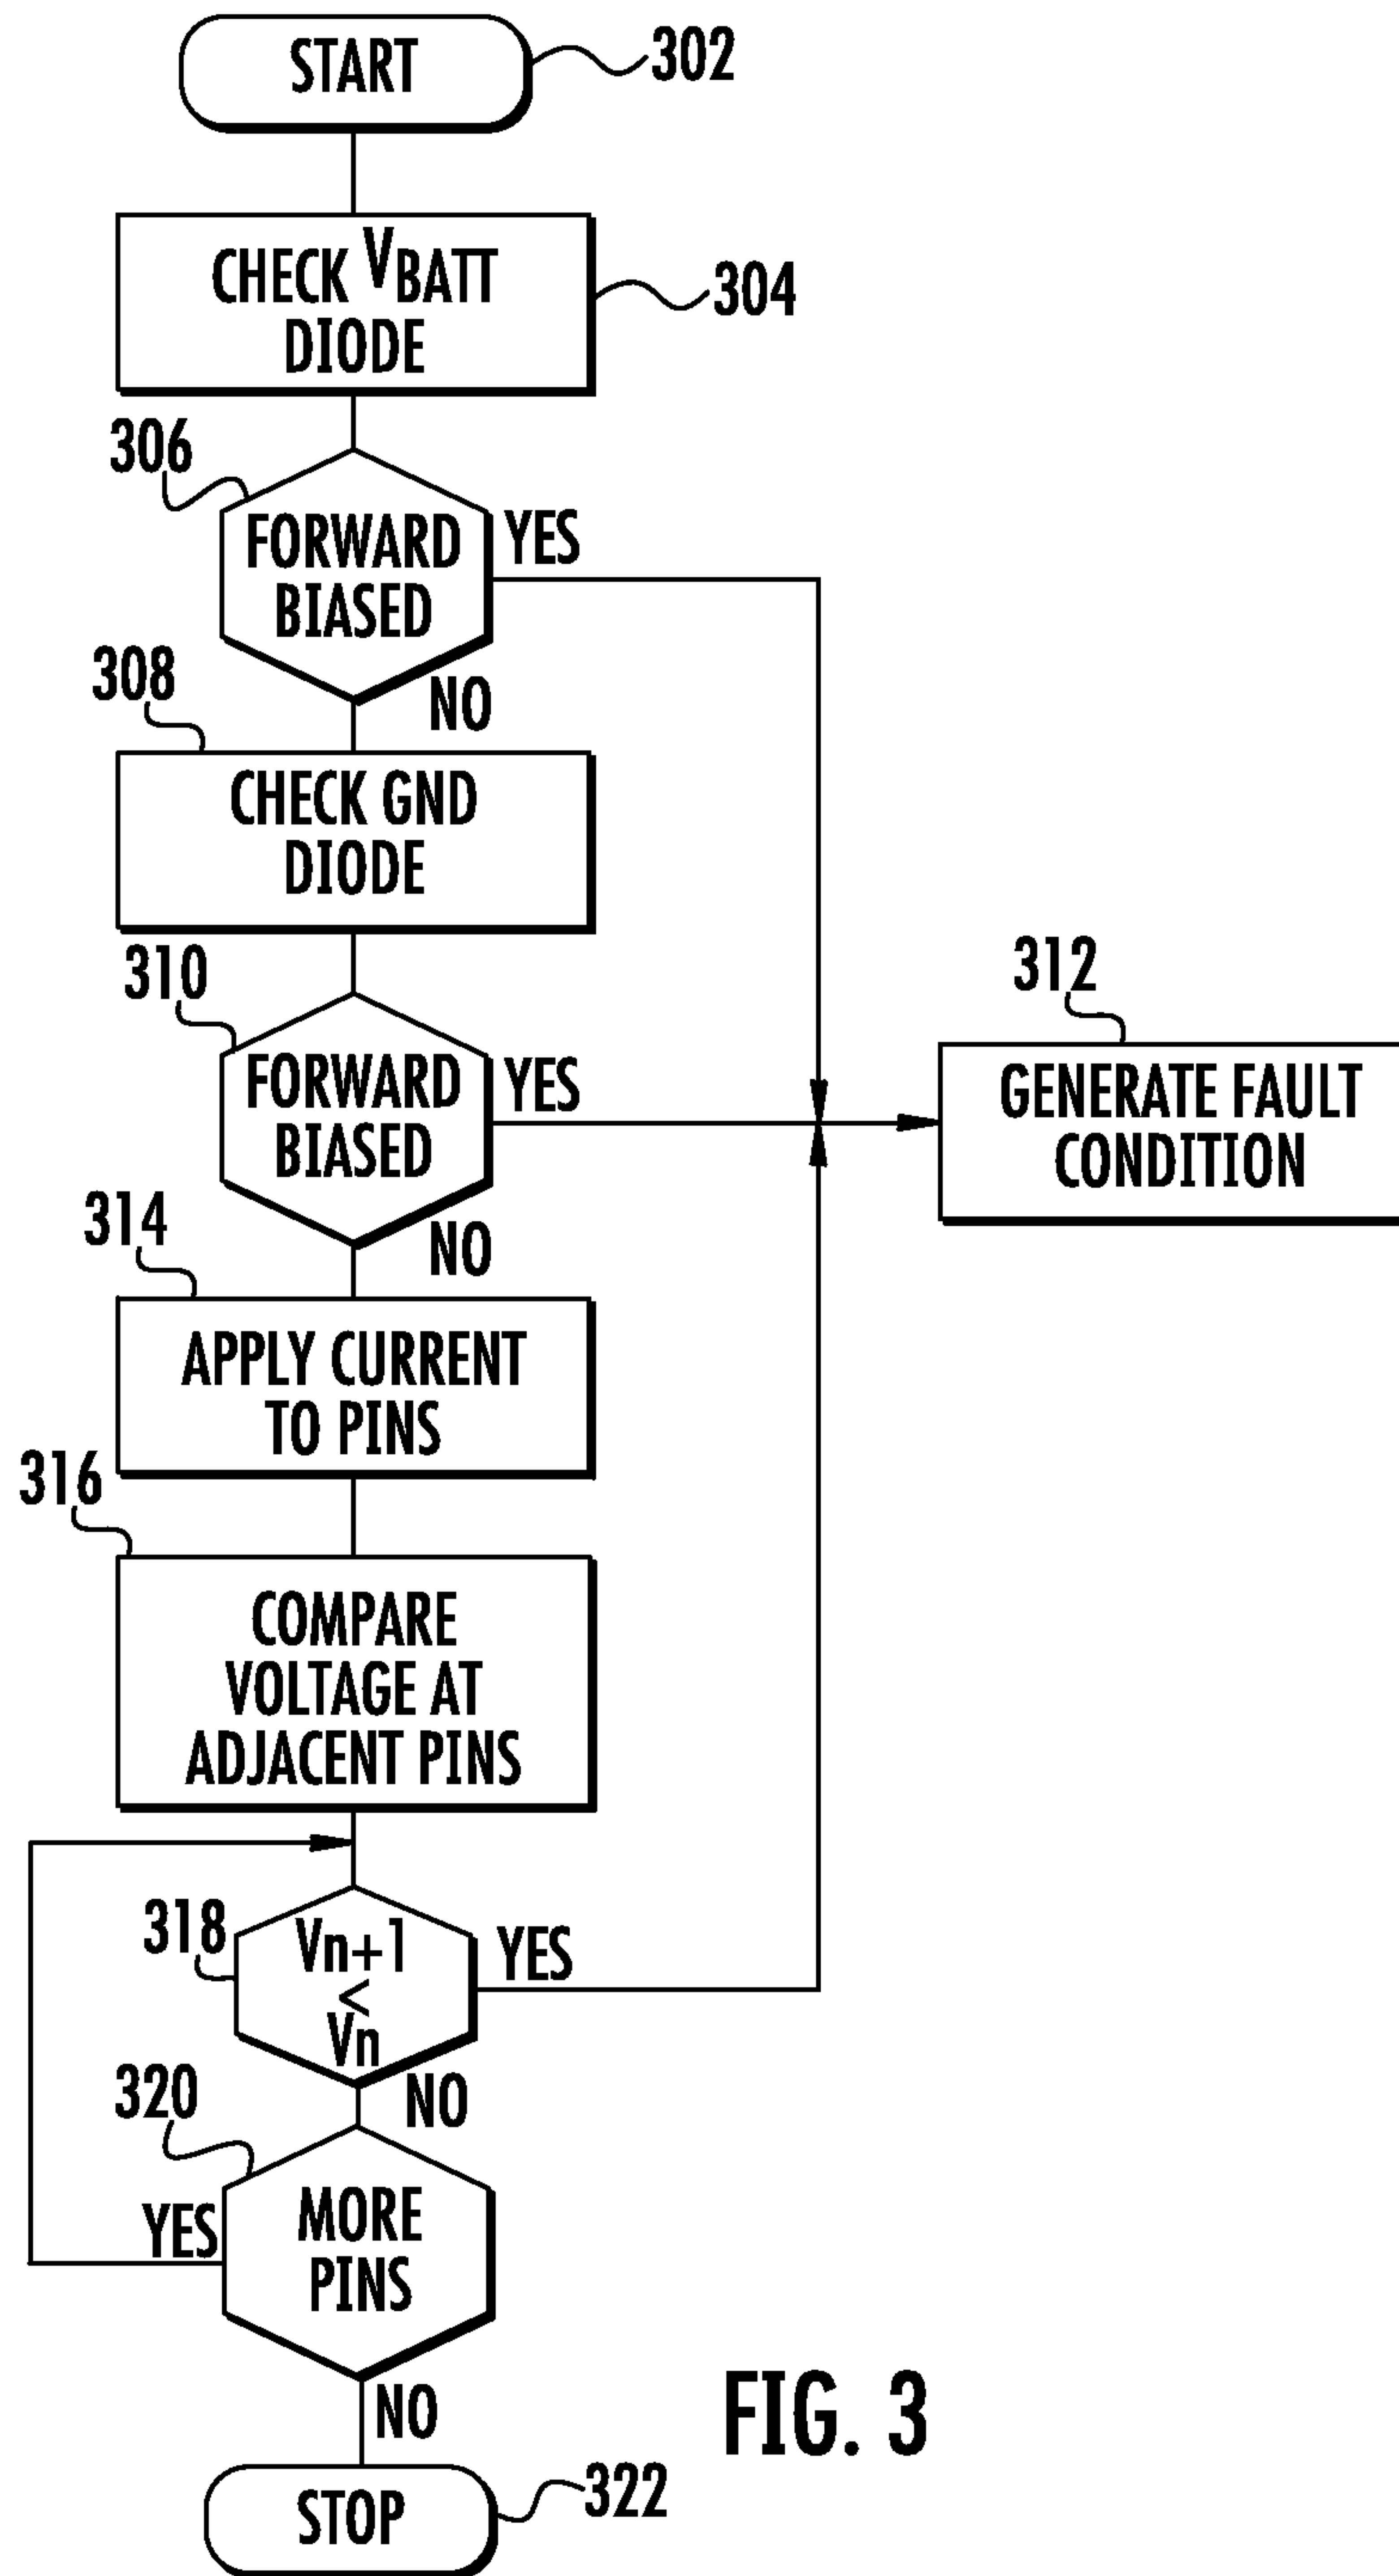 START
302
CHECK VBATT
DIODE
304
306
FORWARD
BIASED
YES
NO
308
CHECK GND
DIODE
310
FORWARD
BIASED
YES
NO
312
GENERATE FAULT
CONDITION
314
APPLY CURRENT
TO PINS
316
COMPARE
VOLTAGE AT
ADJACENT PINS
318
Vn+1
<
Vn
YES
NO
320
MORE
PINS
YES
NO
STOP
322
FIG. 3